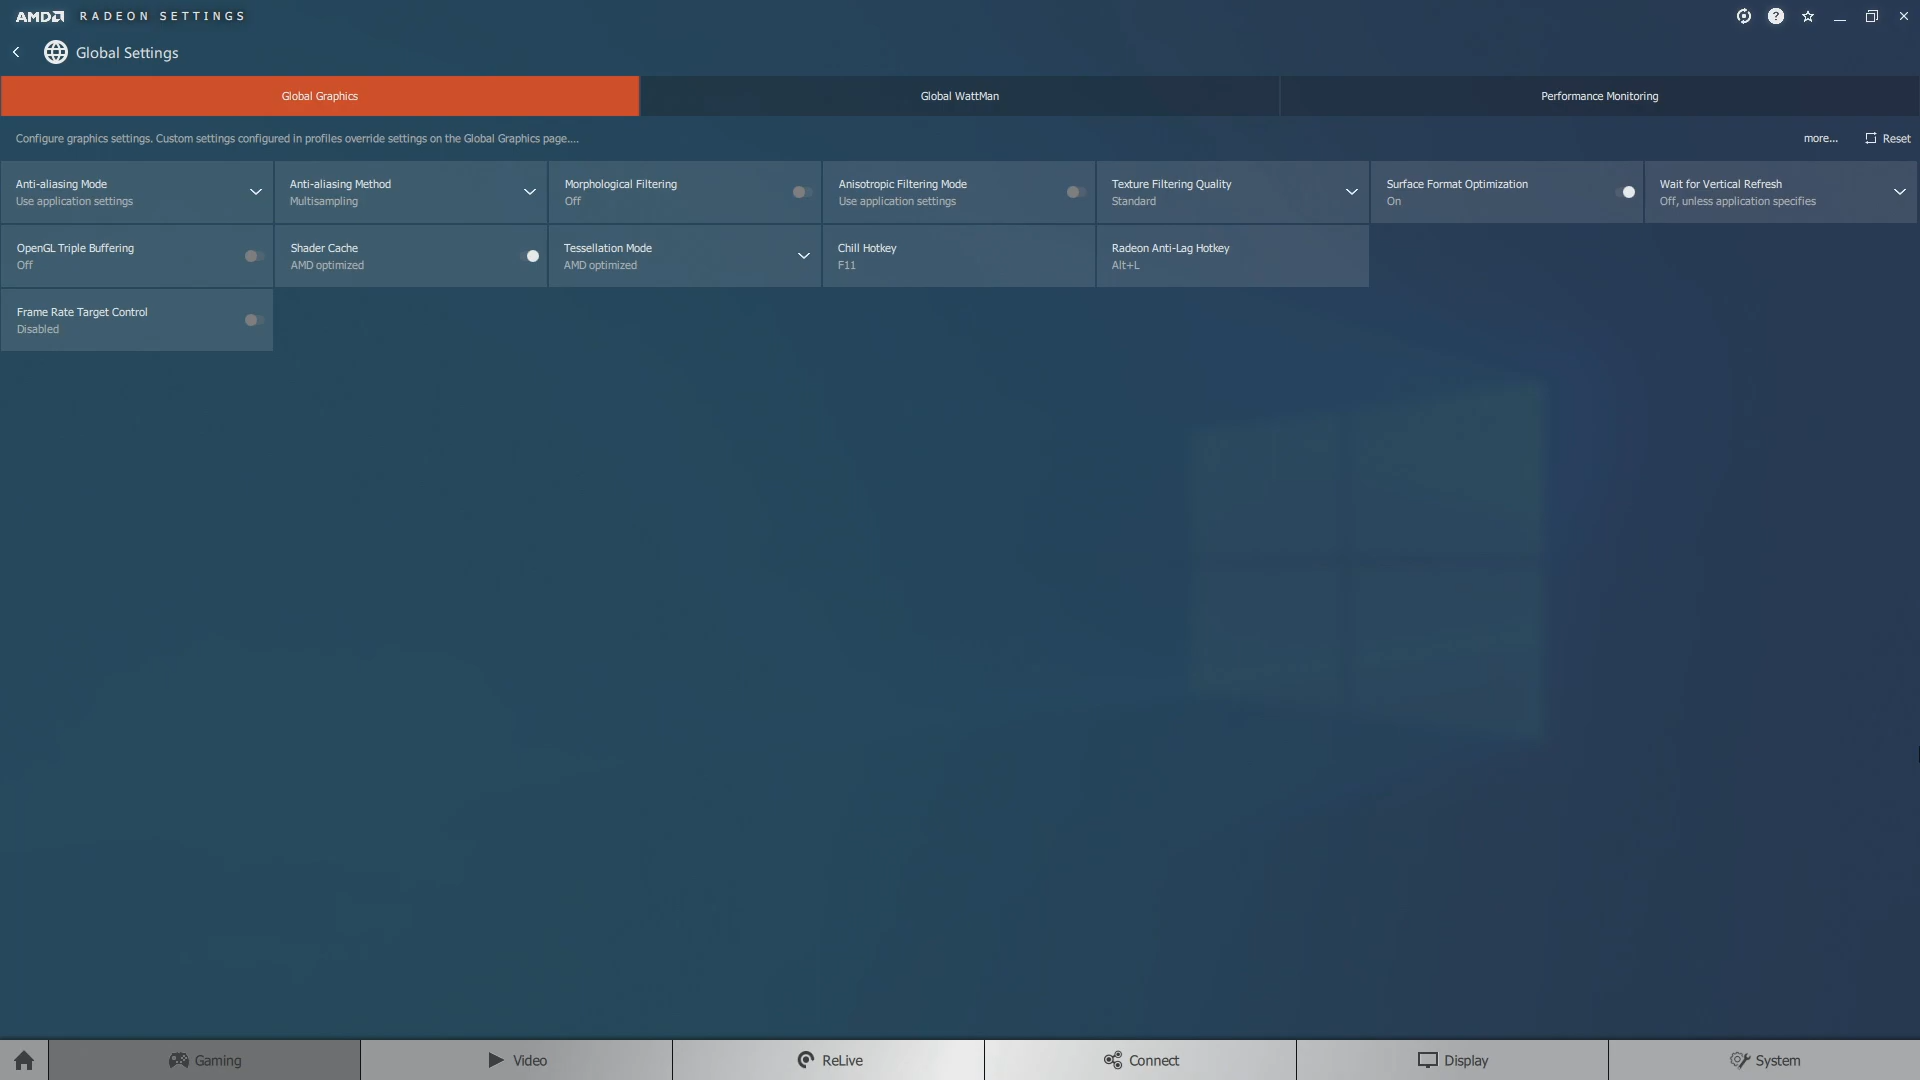 AMD RADEON SETTINGS
Global Settings
Global Graphics
Global WattMan
Performance Monitoring
Configure graphics settings. Custom settings configured in profiles override settings on the Global Graphics page....
more...
Reset
Anti-aliasing Mode
Use application settings
Anti-aliasing Method
Multisampling
Morphological Filtering
Off
Anisotropic Filtering Mode
Use application settings
Texture Filtering Quality
Standard
Surface Format Optimization
On
Wait for Vertical Refresh
Off, unless application specifies
OpenGL Triple Buffering
Off
Shader Cache
AMD optimized
Tessellation Mode
AMD optimized
Chill Hotkey
F11
Radeon Anti-Lag Hotkey
Alt+L
Frame Rate Target Control
Disabled
Gaming
Video
ReLive
Connect
Display
System